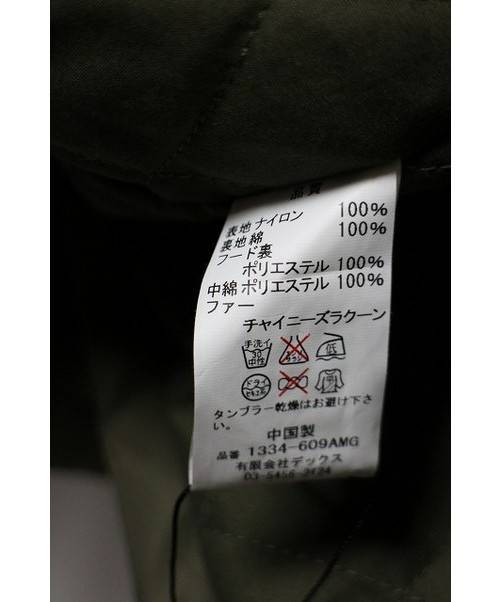 品質
表地 ナイロン 100%
裏地 綿 100%
フード裏
ポリエステル 100%
中綿 ポリエステル 100%
ファー
チャイニーズラクーン
手洗イ 30 中性 低
ドライ
タンブラー乾燥はお避け下さ
い。
中国製
品番 1334-609AMG
有限会社デックス